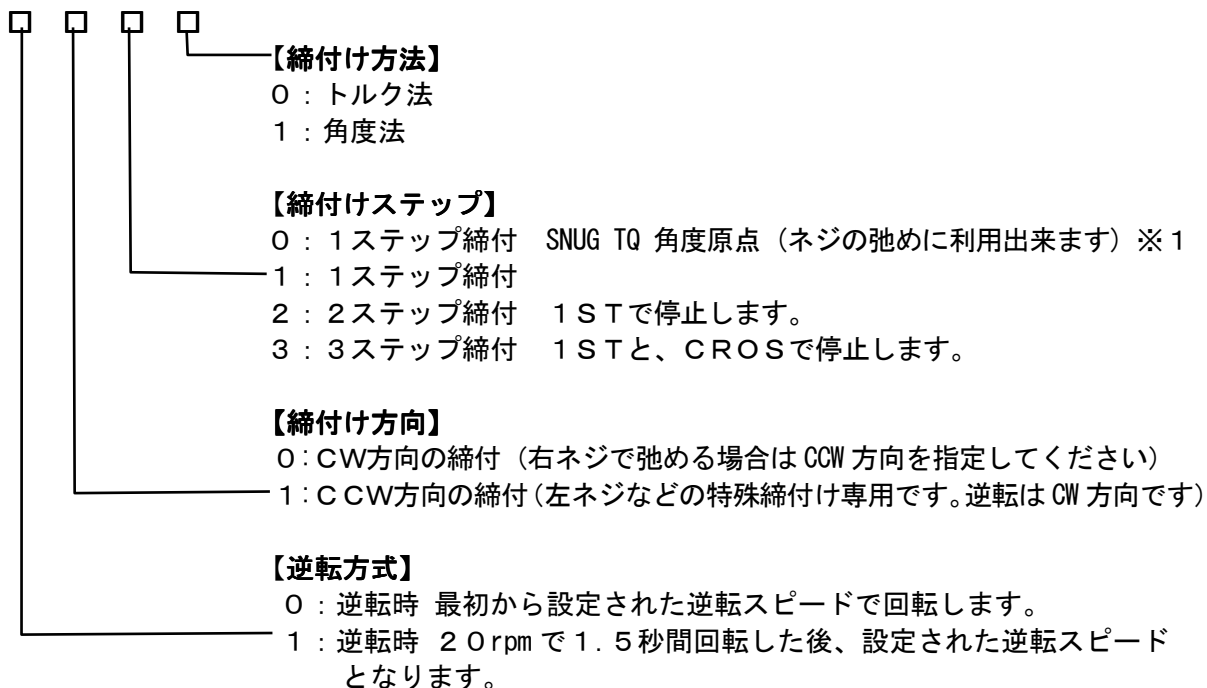 □ □ □ □
【締付け方法】
０：トルク法
１：角度法
【締付けステップ】
０：１ステップ締付　SNUG TQ 角度原点（ネジの弛めに利用出来ます）※１
１：１ステップ締付
２：２ステップ締付　１ＳＴで停止します。
３：３ステップ締付　１ＳＴと、ＣＲＯＳで停止します。
【締付け方向】
０：ＣＷ方向の締付（右ネジで弛める場合は CCW 方向を指定してください）
１：ＣＣＷ方向の締付（左ネジなどの特殊締付け専用です。逆転は CW 方向です）
【逆転方式】
０：逆転時 最初から設定された逆転スピードで回転します。
１：逆転時 ２０rpm で１.５秒間回転した後、設定された逆転スピード
となります。